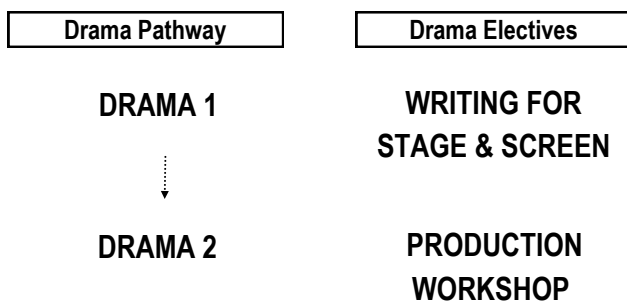 Drama Pathway
DRAMA 1
DRAMA 2
Drama Electives
WRITING FOR
STAGE & SCREEN
PRODUCTION
WORKSHOP